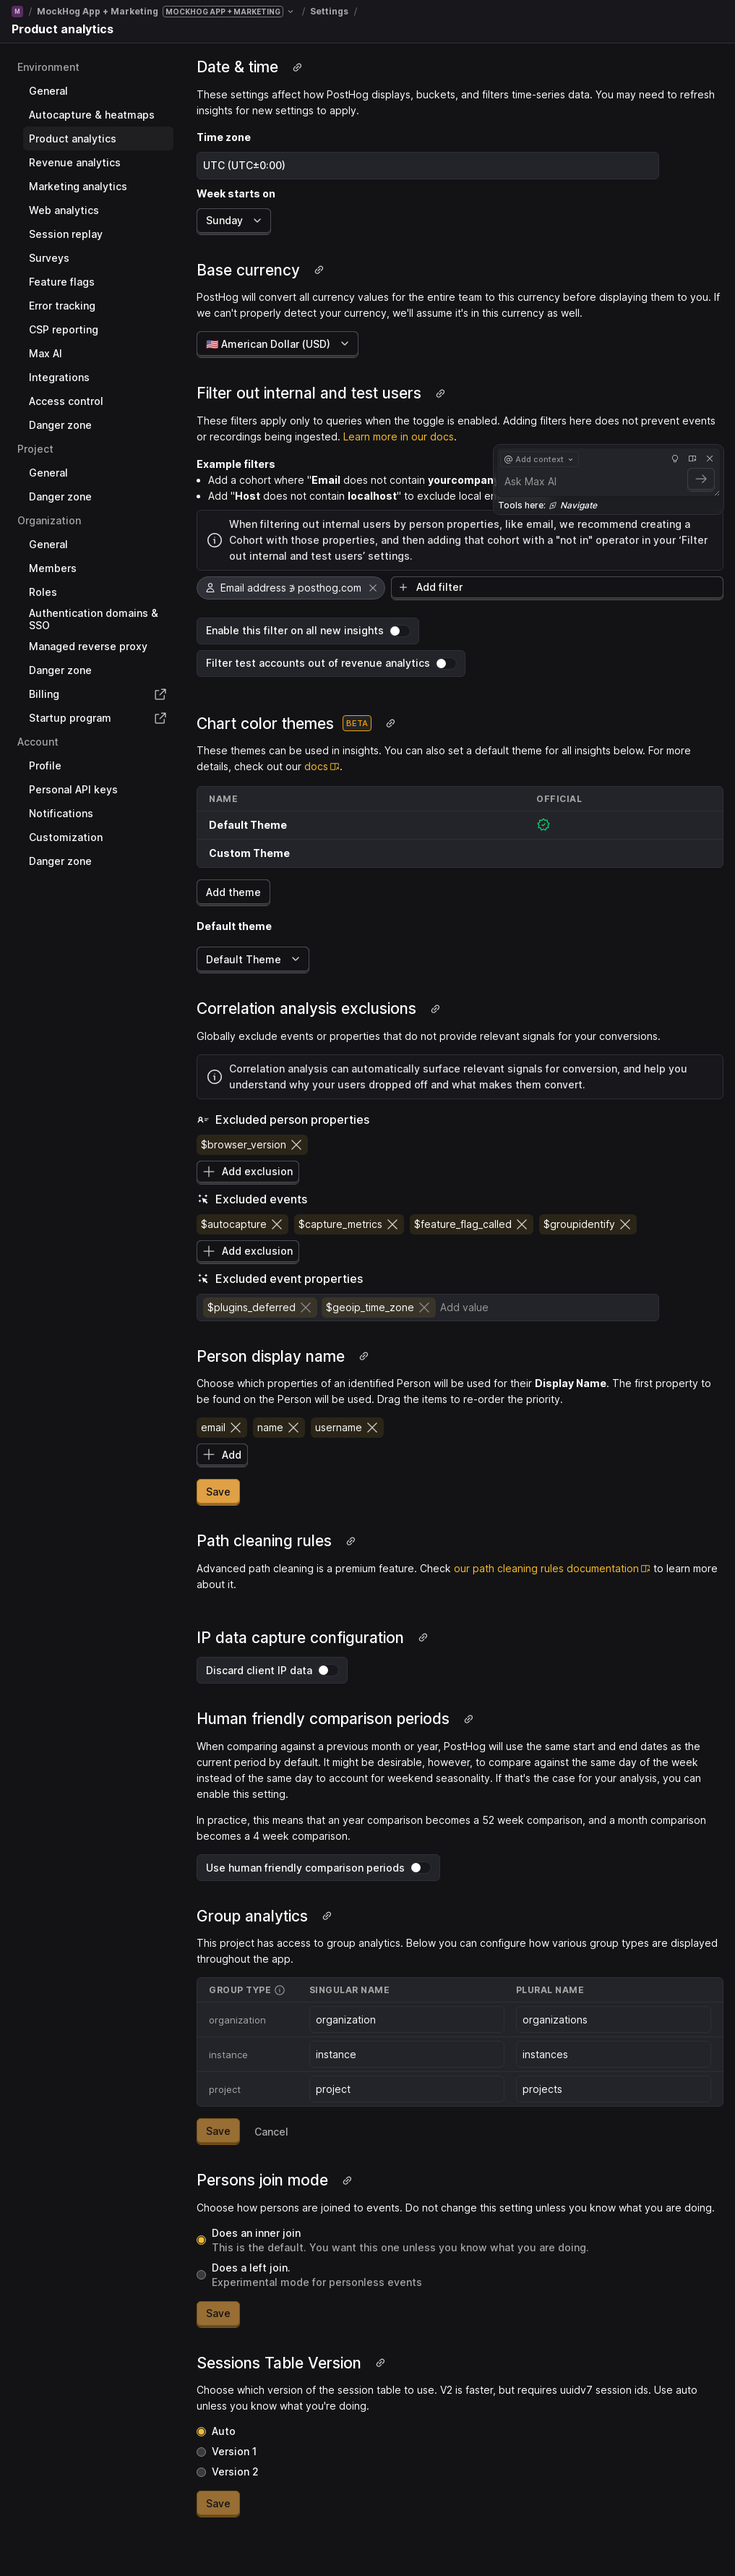 M / MockHog App + Marketing MOCKHOG APP + MARKETING / Settings /
Product analytics
Environment
General
Autocapture & heatmaps
Product analytics
Revenue analytics
Marketing analytics
Web analytics
Session replay
Surveys
Feature flags
Error tracking
CSP reporting
Max AI
Integrations
Access control
Danger zone
Project
General
Danger zone
Organization
General
Members
Roles
Authentication domains &
SSO
Managed reverse proxy
Danger zone
Billing
Startup program
Account
Profile
Personal API keys
Notifications
Customization
Danger zone
Date & time
These settings affect how PostHog displays, buckets, and filters time-series data. You may need to refresh
insights for new settings to apply.
Time zone
UTC (UTC±0:00)
Week starts on
Sunday
Base currency
PostHog will convert all currency values for the entire team to this currency before displaying them to you. If
we can't properly detect your currency, we'll assume it's in this currency as well.
🇺🇸 American Dollar (USD)
Filter out internal and test users
These filters apply only to queries when the toggle is enabled. Adding filters here does not prevent events
or recordings being ingested. Learn more in our docs.
Example filters
Add a cohort where "Email does not contain yourcompan
Add "Host does not contain localhost" to exclude local en
@ Add context
Ask Max AI
Tools here: Navigate
When filtering out internal users by person properties, like email, we recommend creating a
Cohort with those properties, and then adding that cohort with a "not in" operator in your ‘Filter
out internal and test users’ settings.
Email address ∌ posthog.com
Add filter
Enable this filter on all new insights
Filter test accounts out of revenue analytics
Chart color themes BETA
These themes can be used in insights. You can also set a default theme for all insights below. For more
details, check out our docs.
NAME OFFICIAL
Default Theme
Custom Theme
Add theme
Default theme
Default Theme
Correlation analysis exclusions
Globally exclude events or properties that do not provide relevant signals for your conversions.
Correlation analysis can automatically surface relevant signals for conversion, and help you
understand why your users dropped off and what makes them convert.
Excluded person properties
$browser_version
Add exclusion
Excluded events
$autocapture $capture_metrics $feature_flag_called $groupidentify
Add exclusion
Excluded event properties
$plugins_deferred $geoip_time_zone Add value
Person display name
Choose which properties of an identified Person will be used for their Display Name. The first property to
be found on the Person will be used. Drag the items to re-order the priority.
email name username
Add
Save
Path cleaning rules
Advanced path cleaning is a premium feature. Check our path cleaning rules documentation to learn more
about it.
IP data capture configuration
Discard client IP data
Human friendly comparison periods
When comparing against a previous month or year, PostHog will use the same start and end dates as the
current period by default. It might be desirable, however, to compare against the same day of the week
instead of the same day to account for weekend seasonality. If that's the case for your analysis, you can
enable this setting.
In practice, this means that an year comparison becomes a 52 week comparison, and a month comparison
becomes a 4 week comparison.
Use human friendly comparison periods
Group analytics
This project has access to group analytics. Below you can configure how various group types are displayed
throughout the app.
GROUP TYPE SINGULAR NAME PLURAL NAME
organization organization organizations
instance instance instances
project project projects
Save Cancel
Persons join mode
Choose how persons are joined to events. Do not change this setting unless you know what you are doing.
Does an inner join
This is the default. You want this one unless you know what you are doing.
Does a left join.
Experimental mode for personless events
Save
Sessions Table Version
Choose which version of the session table to use. V2 is faster, but requires uuidv7 session ids. Use auto
unless you know what you're doing.
Auto
Version 1
Version 2
Save